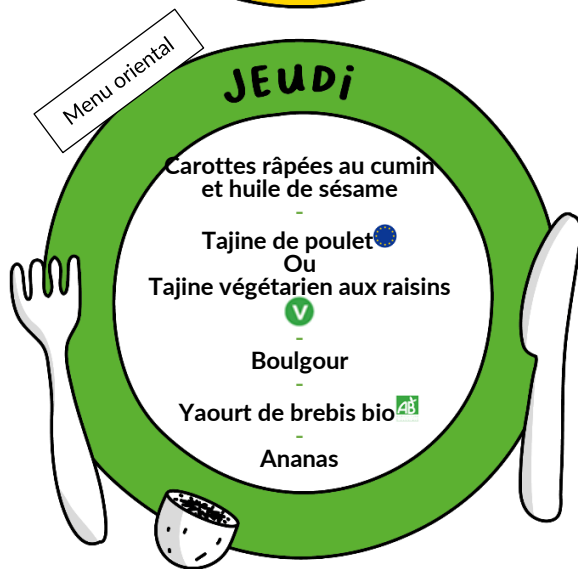 Menu oriental
JEUDi
Carottes râpées au cumin
et huile de sésame
-
Tajine de poulet
Ou
Tajine végétarien aux raisins
V
-
Boulgour
-
Yaourt de brebis bio AB
-
Ananas